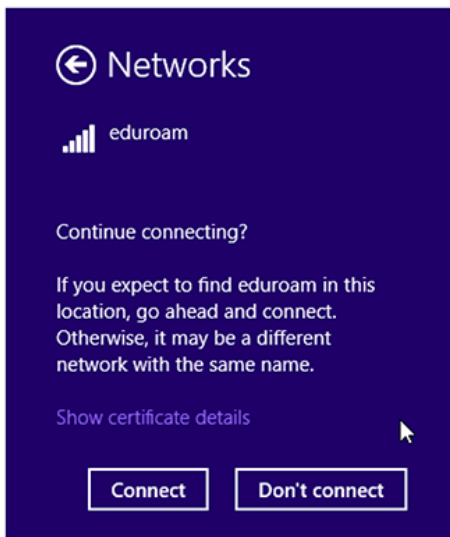 Networks
eduroam
Continue connecting?
If you expect to find eduroam in this
location, go ahead and connect.
Otherwise, it may be a different
network with the same name.
Show certificate details
Connect Don't connect